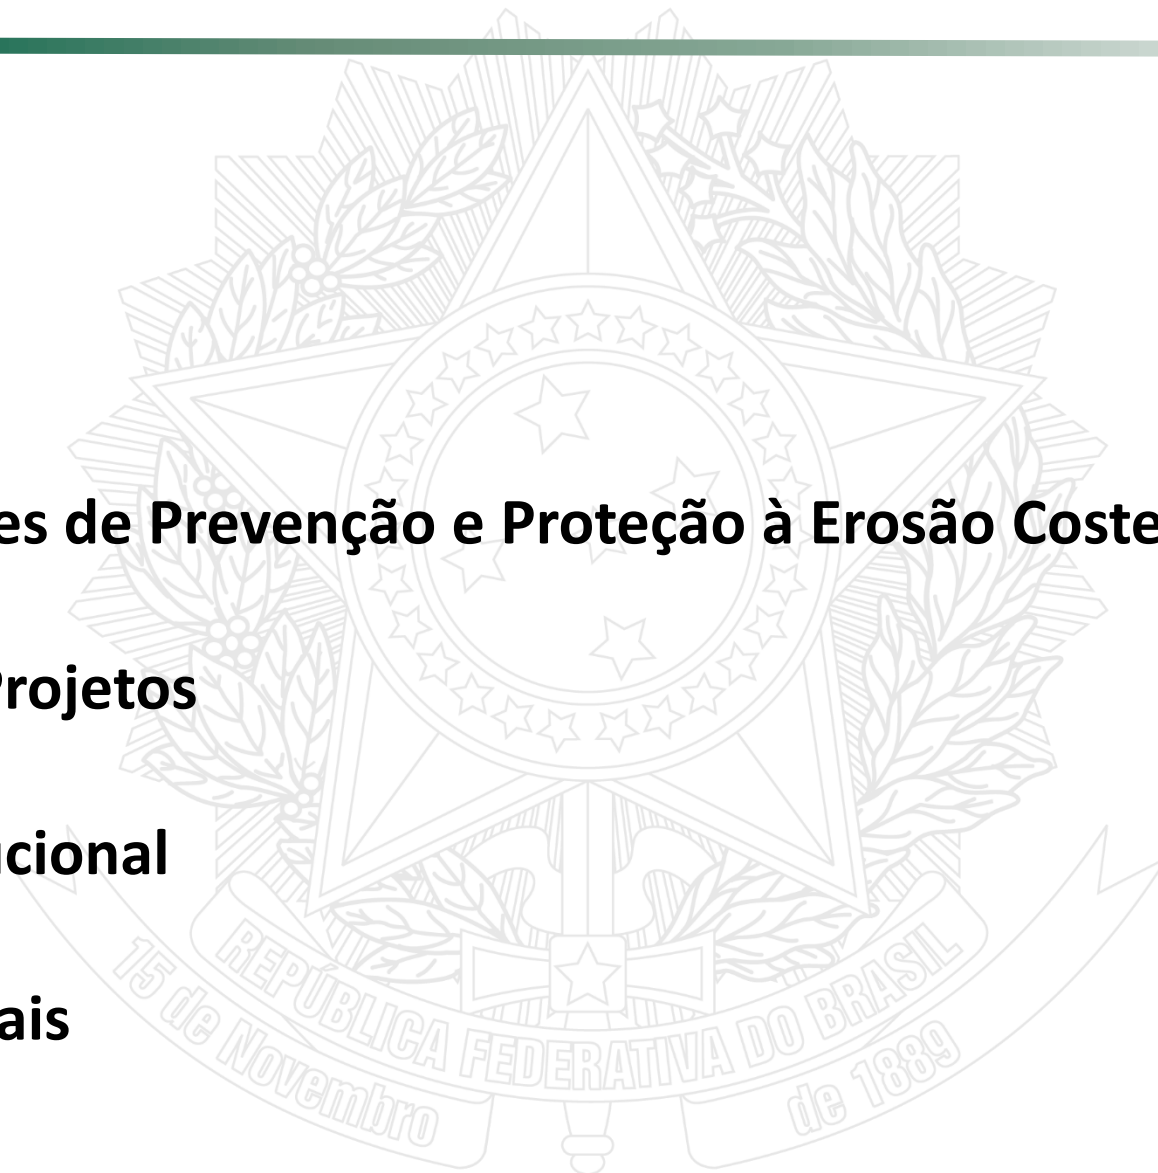 es de Prevenção e Proteção à Erosão Coste
Projetos
ucional
ais
REPÚBLICA FEDERATIVA DO BRASIL
15 de Novembro de 1889